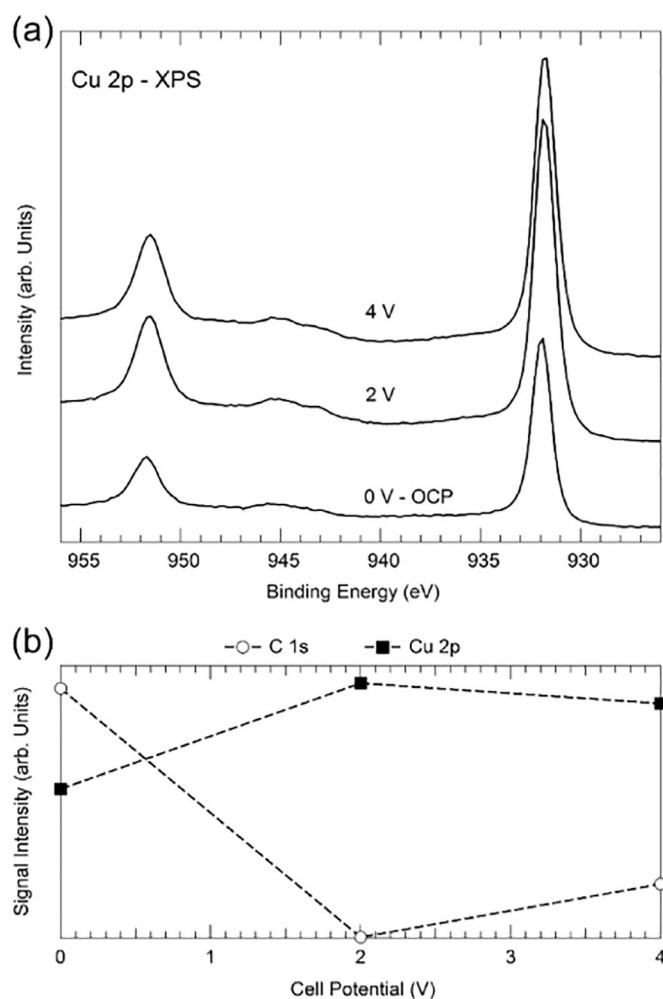 (a)
Cu 2p - XPS
Intensity (arb. Units)
4 V
2 V
0 V - OCP
955 950 945 940 935 930
Binding Energy (eV)
(b)
C 1s Cu 2p
Signal Intensity (arb. Units)
0 1 2 3 4
Cell Potential (V)